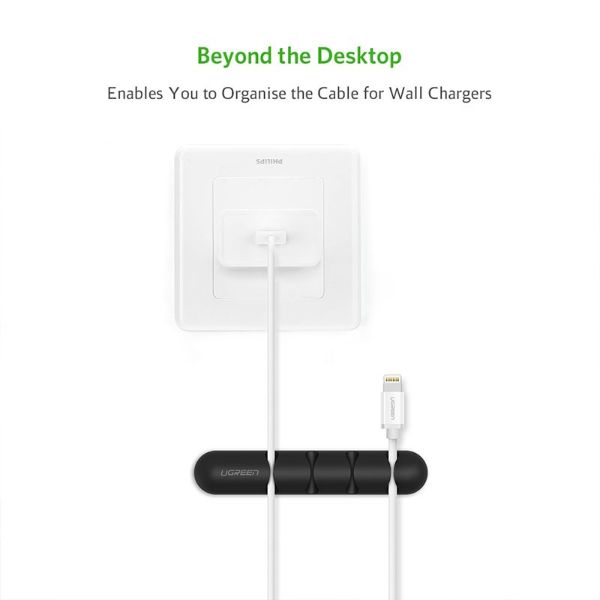 Beyond the Desktop
Enables You to Organise the Cable for Wall Chargers
PHILIPS
UGREEN
UGREEN